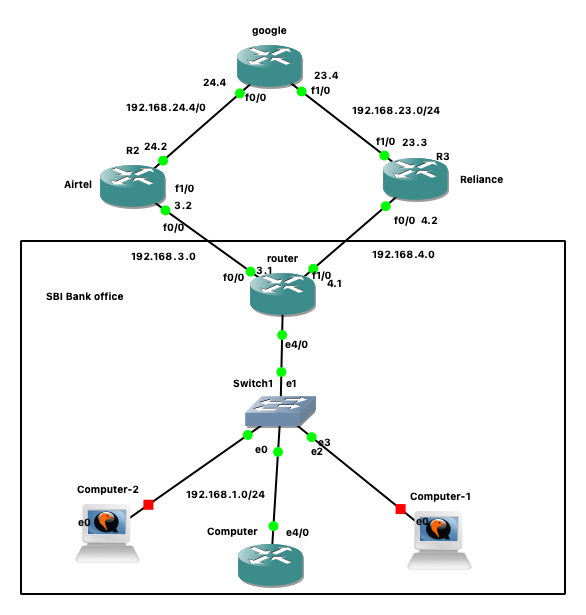 google
24.4
23.4
f0/0
f1/0
192.168.24.4/0
192.168.23.0/24
R2
24.2
f1/0
23.3
R3
Airtel
f1/0
Reliance
3.2
f0/0
f0/0
4.2
192.168.3.0
192.168.4.0
router
f0/0
3.1
f1/0
4.1
SBI Bank office
e4/0
Switch1
e1
e0
e3
e2
Computer-2
192.168.1.0/24
Computer-1
e0
e0
Computer
e4/0